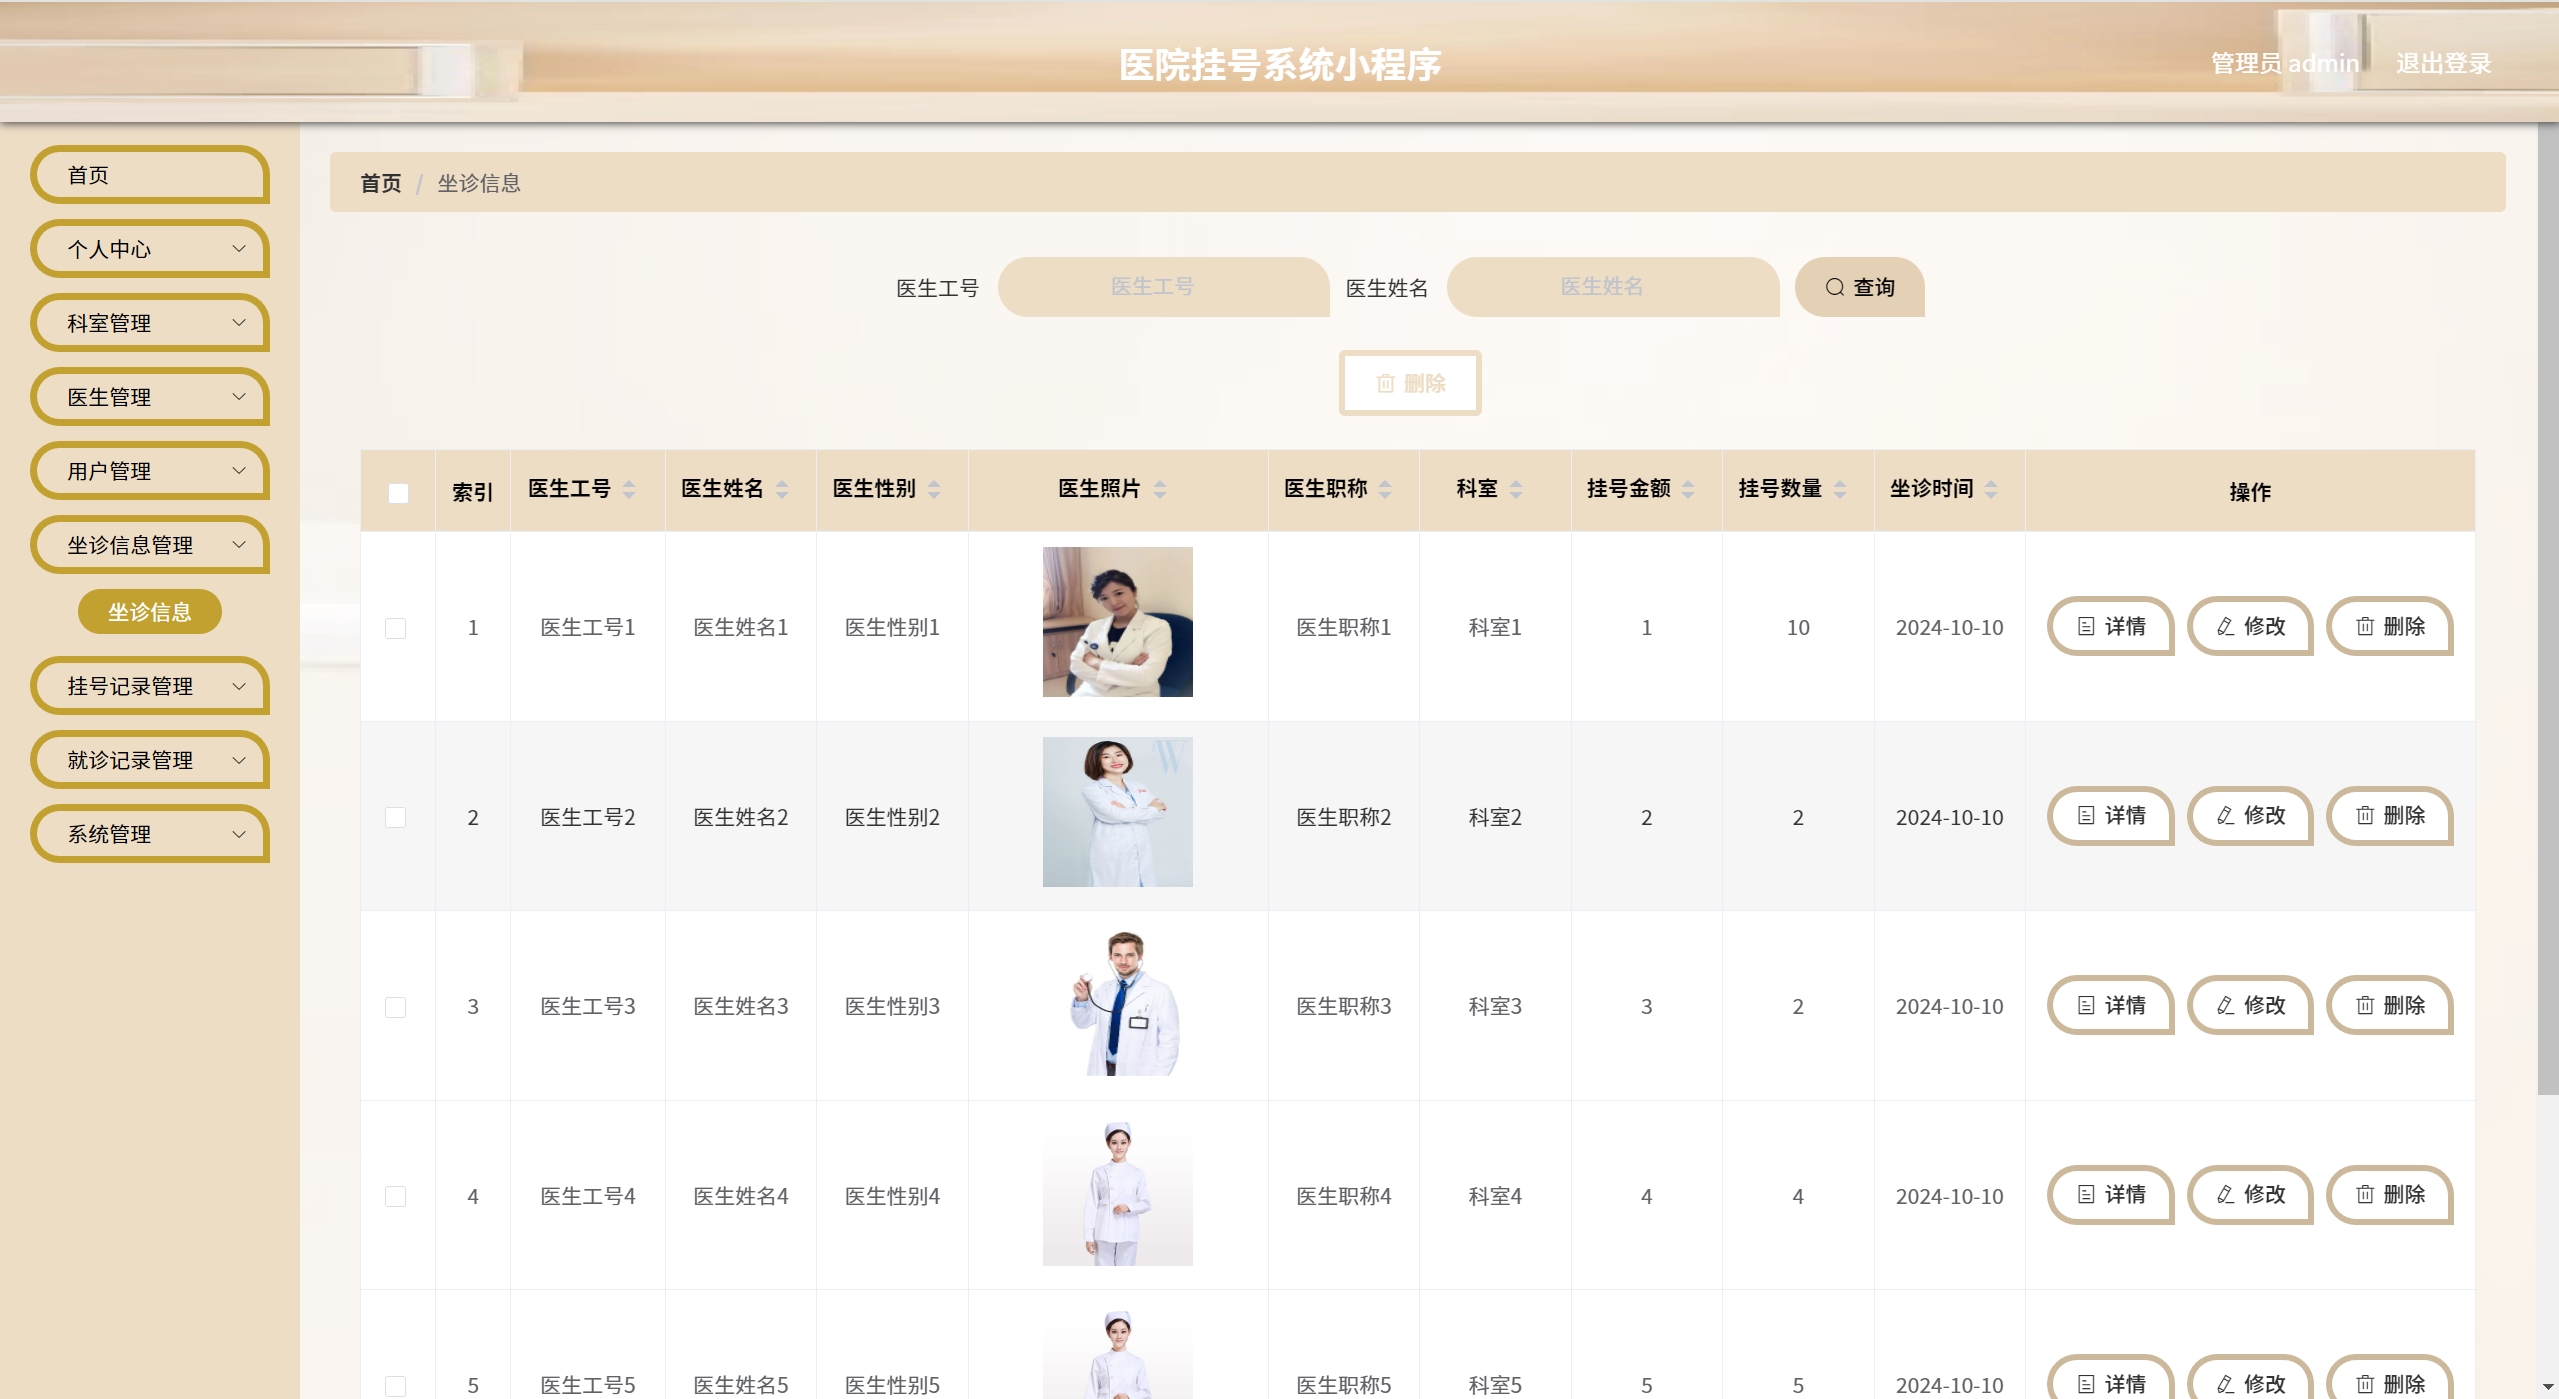 医院挂号系统小程序
管理员 admin 退出登录
首页
个人中心
科室管理
医生管理
用户管理
坐诊信息管理
坐诊信息
挂号记录管理
就诊记录管理
系统管理
首页 / 坐诊信息
医生工号 医生工号 医生姓名 医生姓名 查询
删除
索引 医生工号 医生姓名 医生性别 医生照片 医生职称 科室 挂号金额 挂号数量 坐诊时间 操作
1 医生工号1 医生姓名1 医生性别1 医生职称1 科室1 1 10 2024-10-10 详情 修改 删除
W
2 医生工号2 医生姓名2 医生性别2 医生职称2 科室2 2 2 2024-10-10 详情 修改 删除
3 医生工号3 医生姓名3 医生性别3 医生职称3 科室3 3 2 2024-10-10 详情 修改 删除
4 医生工号4 医生姓名4 医生性别4 医生职称4 科室4 4 4 2024-10-10 详情 修改 删除
5 医生工号5 医生姓名5 医生性别5 医生职称5 科室5 5 5 2024-10-10 详情 修改 删除